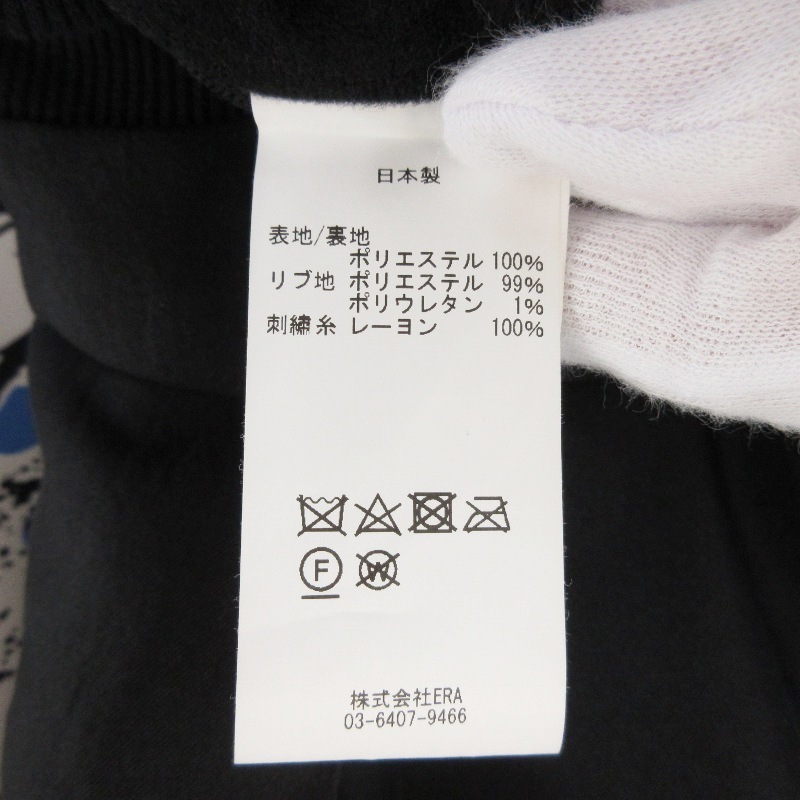 日本製
表地/裏地
ポリエステル 100%
リブ地 ポリエステル 99%
ポリウレタン 1%
刺繍糸 レーヨン 100%
F
W
株式会社ERA
03-6407-9466